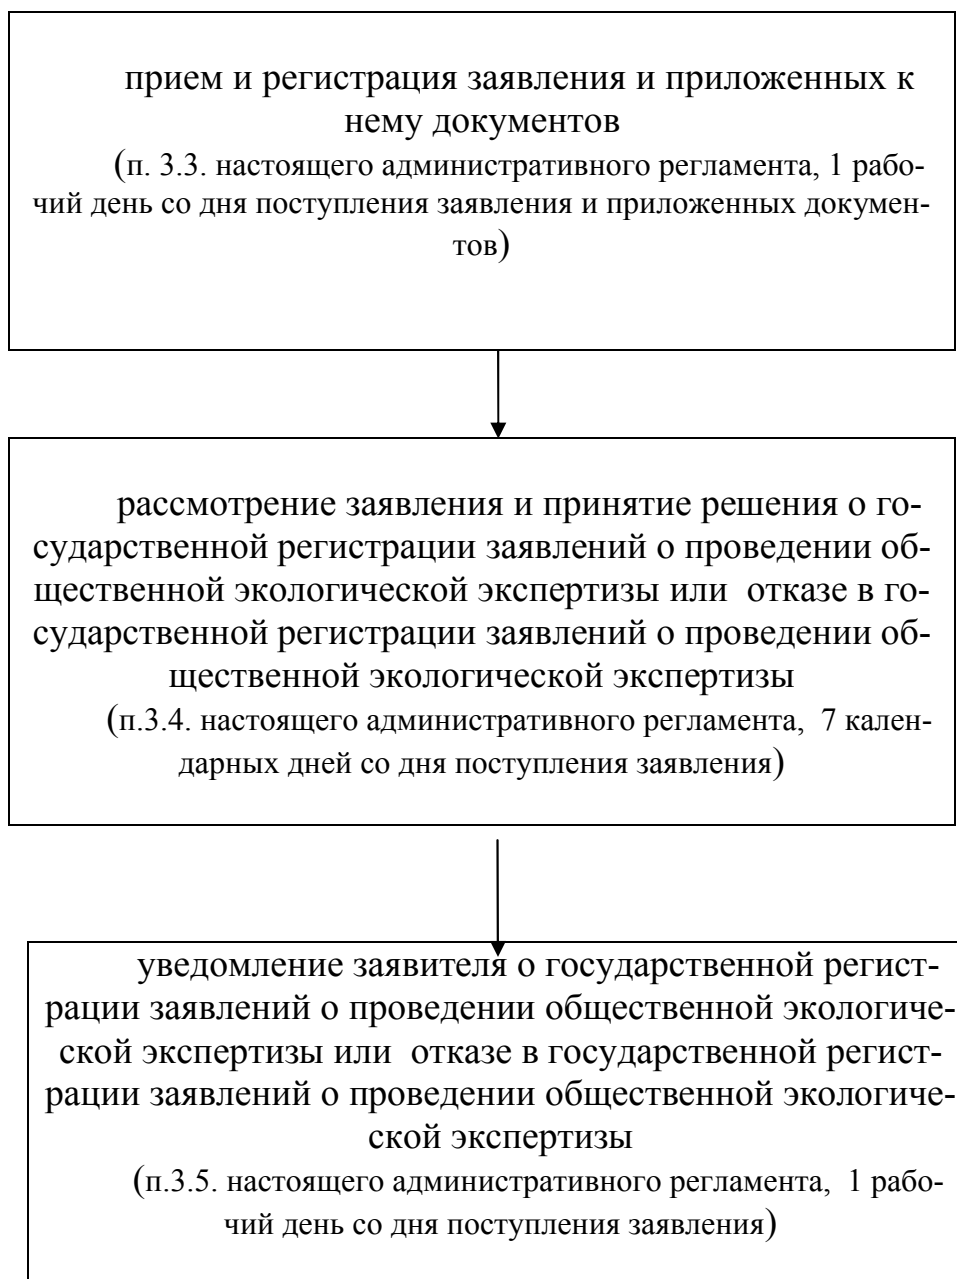 прием и регистрация заявления и приложенных к
нему документов
(п. 3.3. настоящего административного регламента, 1 рабо-
чий день со дня поступления заявления и приложенных докумен-
тов)
рассмотрение заявления и принятие решения о го-
сударственной регистрации заявлений о проведении об-
щественной экологической экспертизы или  отказе в го-
сударственной регистрации заявлений о проведении об-
щественной экологической экспертизы
(п.3.4. настоящего административного регламента,  7 кален-
дарных дней со дня поступления заявления)
уведомление заявителя о государственной регист-
рации заявлений о проведении общественной экологиче-
ской экспертизы или  отказе в государственной регист-
рации заявлений о проведении общественной экологиче-
ской экспертизы
(п.3.5. настоящего административного регламента,  1 рабо-
чий день со дня поступления заявления)